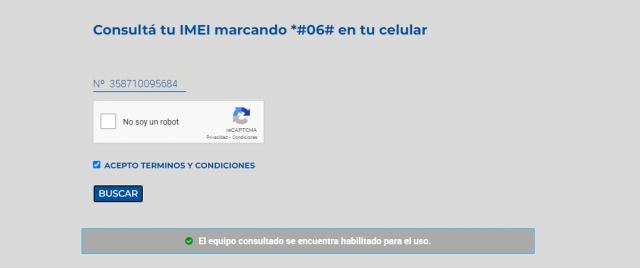 Consultá tu IMEI marcando *#06# en tu celular
Nº 358710095684
No soy un robot
reCAPTCHA
Privacidad - Condiciones
ACEPTO TERMINOS Y CONDICIONES
BUSCAR
El equipo consultado se encuentra habilitado para el uso.